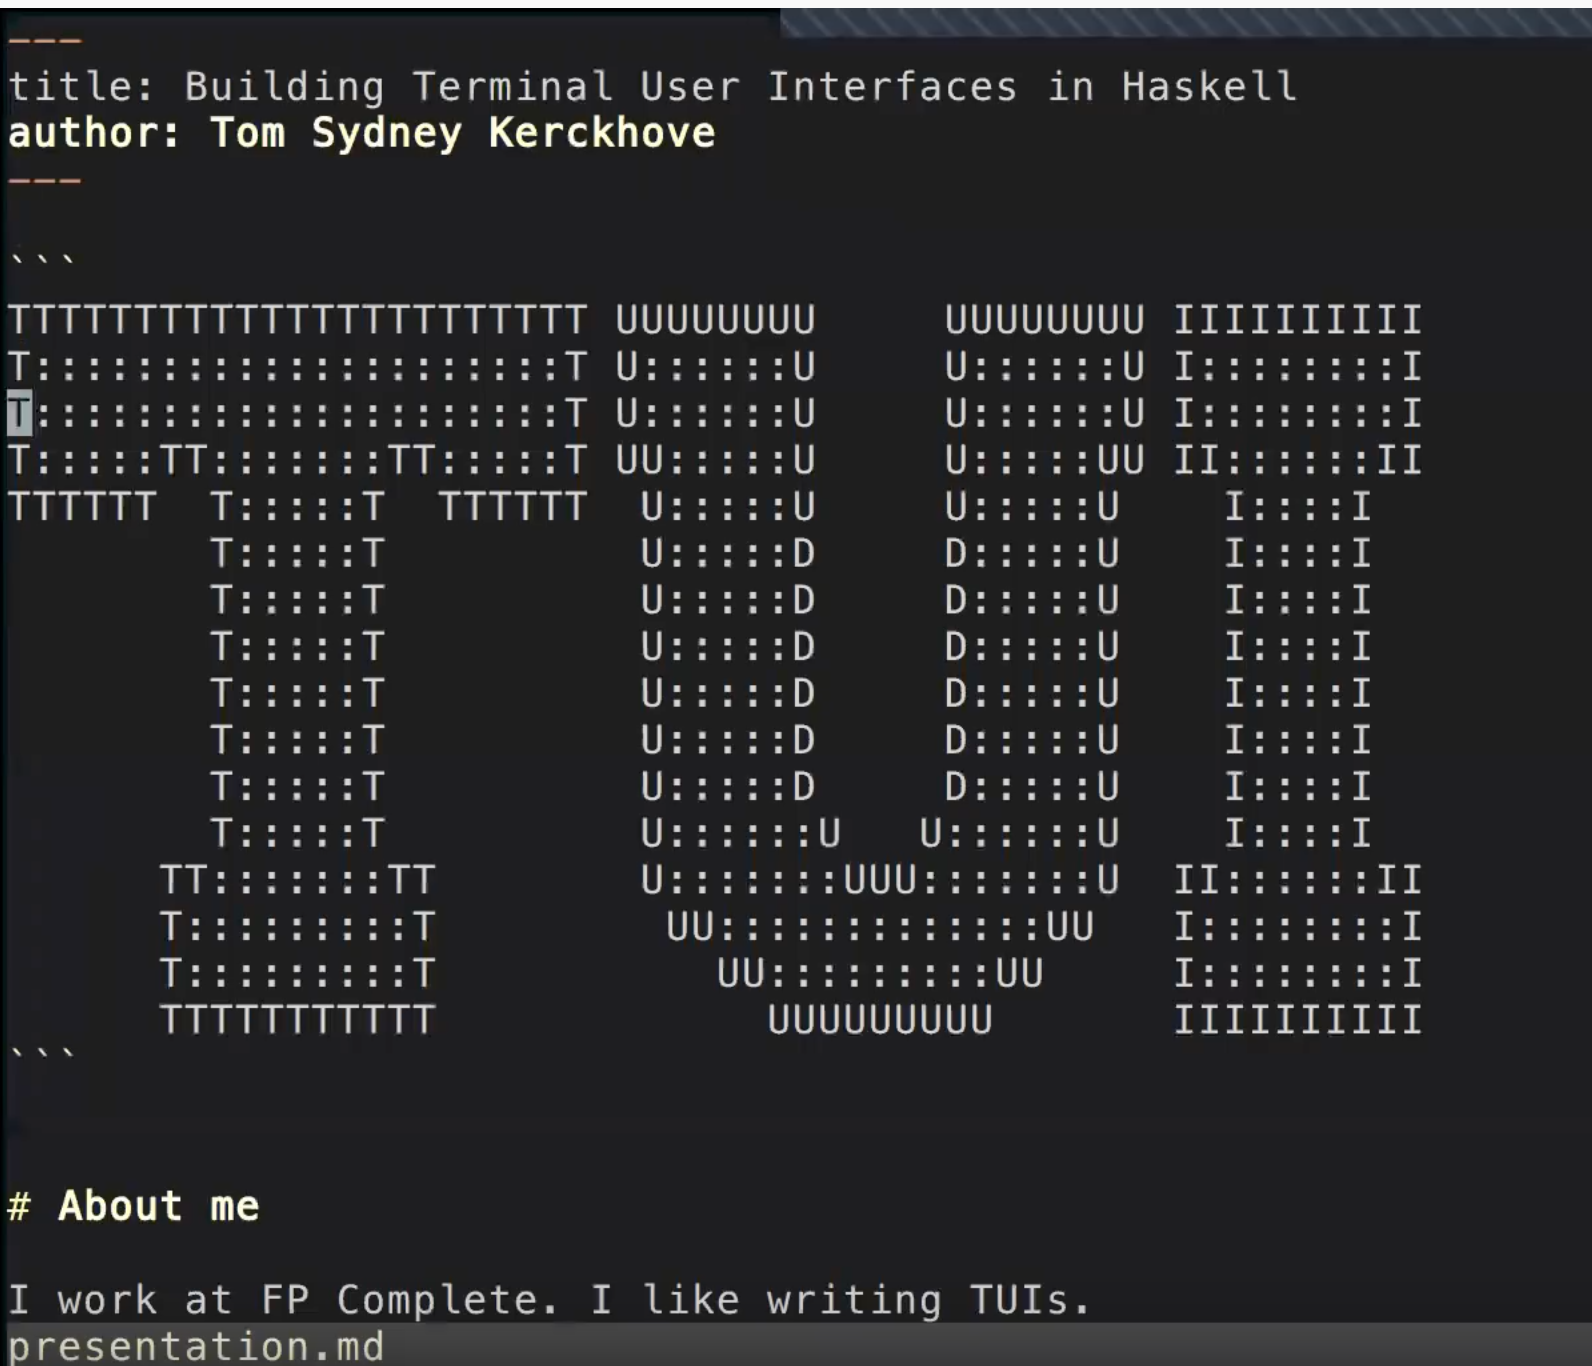 ---
title: Building Terminal User Interfaces in Haskell
author: Tom Sydney Kerckhove
---
```
TTTTTTTTTTTTTTTTTTTTTTT UUUUUUUU     UUUUUUUU IIIIIIIIII
T:::::::::::::::::::::T U::::::U     U::::::U I::::::::I
T:::::::::::::::::::::T U::::::U     U::::::U I::::::::I
T:::::TT:::::::TT:::::T UU:::::U     U:::::UU II::::::II
TTTTTT  T:::::T  TTTTTT  U:::::U     U:::::U    I::::I
        T:::::T          U:::::D     D:::::U    I::::I
        T:::::T          U:::::D     D:::::U    I::::I
        T:::::T          U:::::D     D:::::U    I::::I
        T:::::T          U:::::D     D:::::U    I::::I
        T:::::T          U:::::D     D:::::U    I::::I
        T:::::T          U:::::D     D:::::U    I::::I
        T:::::T          U::::::U   U::::::U    I::::I
      TT:::::::TT        U:::::::UUU:::::::U  II::::::II
      T:::::::::T         UU:::::::::::::UU   I::::::::I
      T:::::::::T           UU:::::::::UU     I::::::::I
      TTTTTTTTTTT             UUUUUUUUU       IIIIIIIIII
```
# About me
I work at FP Complete. I like writing TUIs.
presentation.md